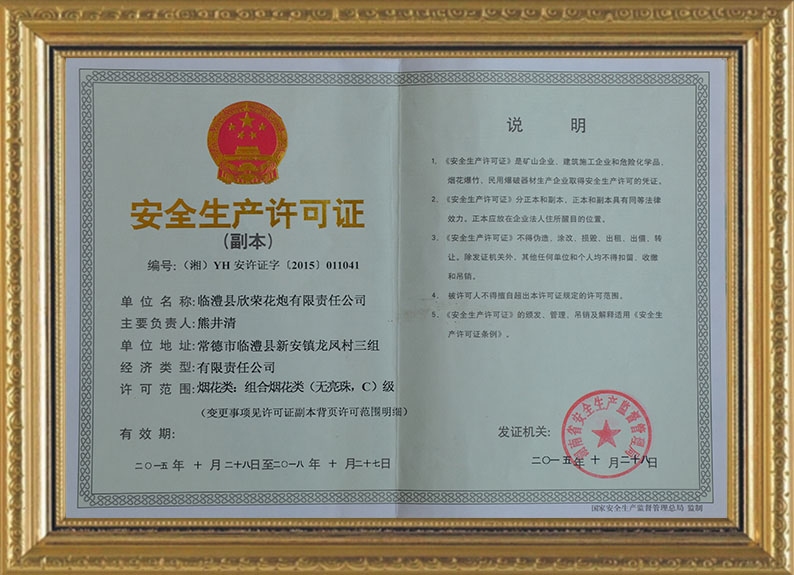 安全生产许可证
(副本)
编号:（湘）YH 安许证字〔2015〕011041
单位名称:临澧县欣荣花炮有限责任公司
主要负责人:熊井清
单位地址:常德市临澧县新安镇龙凤村三组
经济类型:有限责任公司
许可范围:烟花类：组合烟花类（无亮珠，C）级
（变更事项见许可证副本背页许可范围明细）
有效期:
二〇一五年 十 月二十八日至二〇一八年 十 月二十七日
说 明
1、《安全生产许可证》是矿山企业、建筑施工企业和危险化学品、
烟花爆竹、民用爆破器材生产企业取得安全生产许可的凭证。
2、《安全生产许可证》分正本和副本，正本和副本具有同等法律
效力。正本应放在企业法人住所醒目的位置。
3、《安全生产许可证》不得伪造、涂改、损毁、出租、出借、转
让。除发证机关外，其他任何单位和个人均不得扣留、收缴
和吊销。
4、被许可人不得擅自超出本许可证规定的许可范围。
5、《安全生产许可证》的颁发、管理、吊销及解释适用《安全生
产许可证条例》。
湖南省安全生产监督管理局
发证机关:
二〇一五年 十 月二十八日
国家安全生产监督管理总局 监制